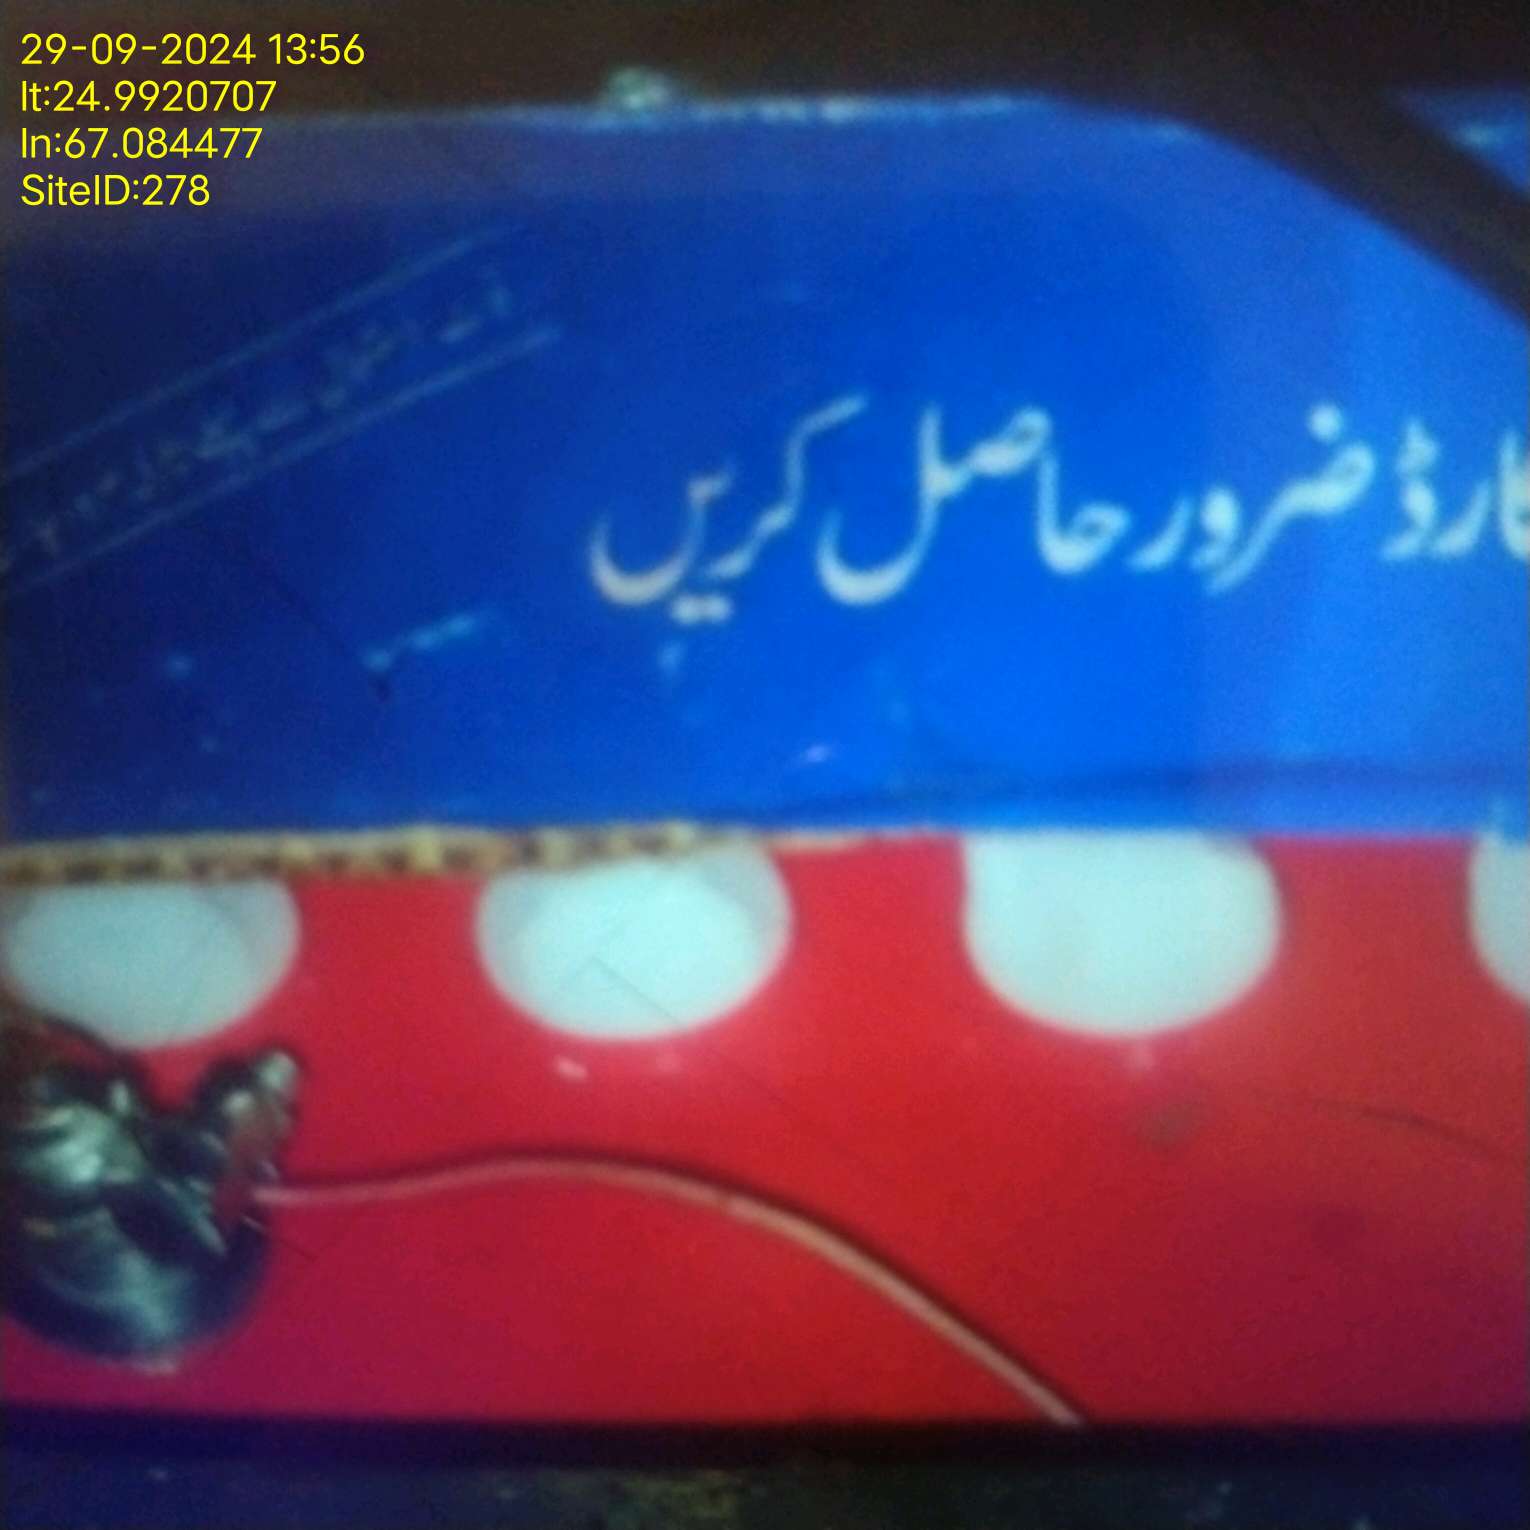 29-09-2024 13:56
lt:24.9920707
ln:67.084477
SiteID:278
کارڈ ضرور حاصل کریں